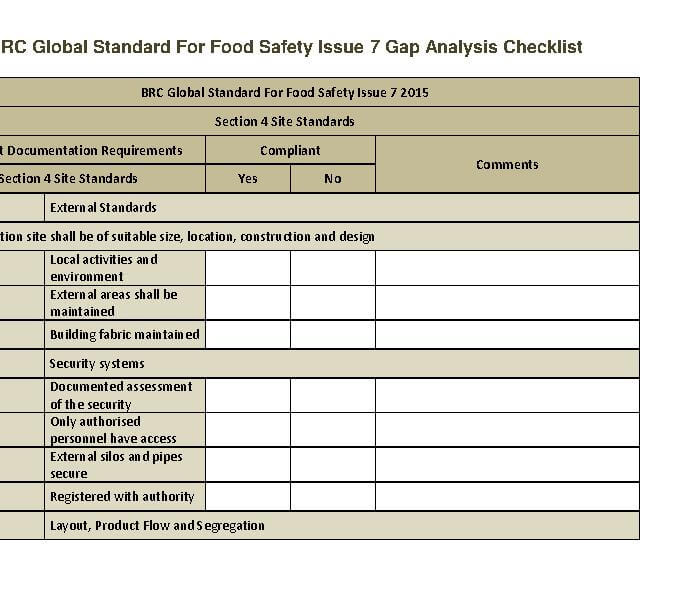 RC Global Standard For Food Safety Issue 7 Gap Analysis Checklist
BRC Global Standard For Food Safety Issue 7 2015
Section 4 Site Standards
t Documentation Requirements
Compliant
Comments
Section 4 Site Standards
Yes
No
External Standards
tion site shall be of suitable size, location, construction and design
Local activities and
environment
External areas shall be
maintained
Building fabric maintained
Security systems
Documented assessment
of the security
Only authorised
personnel have access
External silos and pipes
secure
Registered with authority
Layout, Product Flow and Segregation